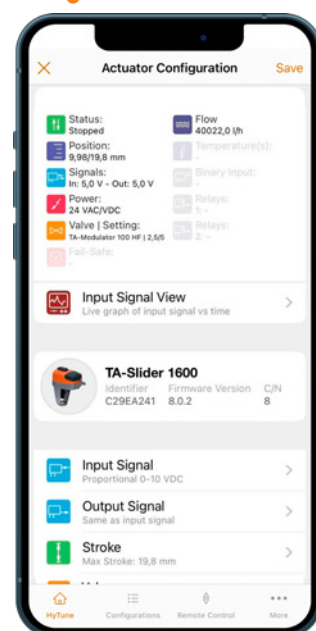 Actuator Configuration
Save
Status:
Stopped
Flow
40022,0 l/h
Position:
9,98/19,8 mm
Temperature(s):
-
Signals:
In: 5,0 V - Out: 5,0 V
Binary Input:
-
Power:
24 VAC/VDC
Relays:
1: -
Valve | Setting:
TA-Modulator 100 HF | 2,5/5
Relays:
2: -
Fail-Safe:
-
Input Signal View
Live graph of input signal vs time
TA-Slider 1600
Identifier Firmware Version C/N
C29EA241 8.0.2 8
Input Signal
Proportional 0-10 VDC
Output Signal
Same as input signal
Stroke
Max Stroke: 19,8 mm
HyTune
Configurations
Remote Control
More